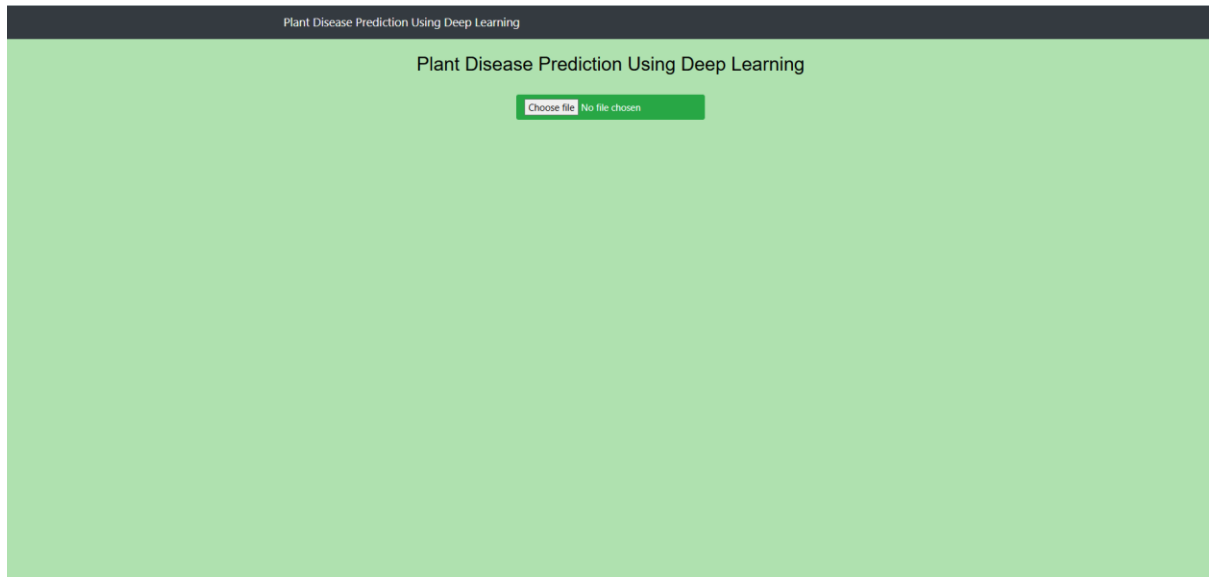 Plant Disease Prediction Using Deep Learning
Plant Disease Prediction Using Deep Learning
Choose file No file chosen